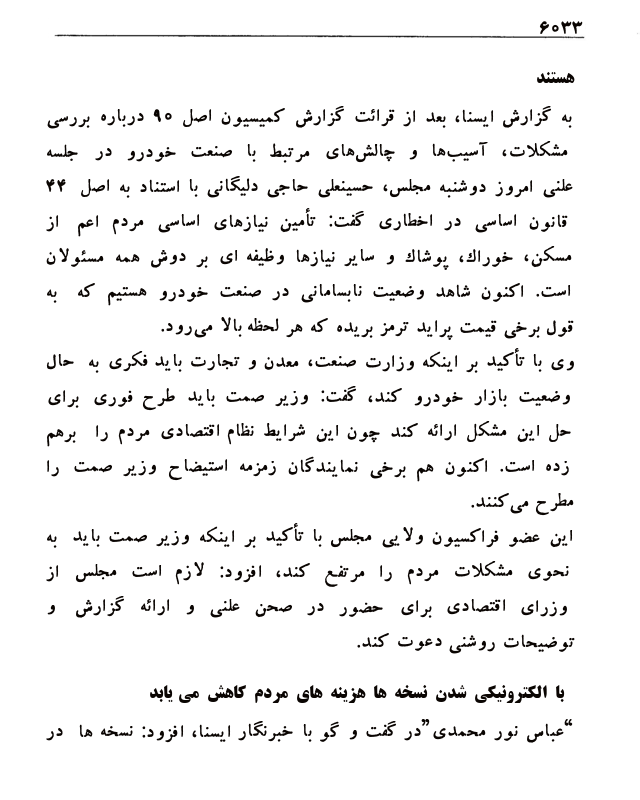 ۶۰۳۳
هستند
به گزارش ایسنا، بعد از قرائت گزارش کمیسیون اصل ۹۰ درباره بررسی
مشکلات، آسیب‌ها و چالش‌های مرتبط با صنعت خودرو در جلسه
علنی امروز دوشنبه مجلس، حسینعلی حاجی دلیگانی با استناد به اصل ۴۴
قانون اساسی در اخطاری گفت: تأمین نیازهای اساسی مردم اعم از
مسکن، خوراك، پوشاك و سایر نیازها وظیفه ای بر دوش همه مسئولان
است. اکنون شاهد وضعیت نابسامانی در صنعت خودرو هستیم که به
قول برخی قیمت پراید ترمز بریده که هر لحظه بالا می‌رود.
وی با تأکید بر اینکه وزارت صنعت، معدن و تجارت باید فکری به حال
وضعیت بازار خودرو کند، گفت: وزیر صمت باید طرح فوری برای
حل این مشکل ارائه کند چون این شرایط نظام اقتصادی مردم را برهم
زده است. اکنون هم برخی نمایندگان زمزمه استیضاح وزیر صمت را
مطرح می‌کنند.
این عضو فراکسیون ولایی مجلس با تأکید بر اینکه وزیر صمت باید به
نحوی مشکلات مردم را مرتفع کند، افزود: لازم است مجلس از
وزرای اقتصادی برای حضور در صحن علنی و ارائه گزارش و
توضیحات روشنی دعوت کند.
با الکترونیکی شدن نسخه ها هزینه های مردم کاهش می یابد
“عباس نور محمدی”در گفت و گو با خبرنگار ایسنا، افزود: نسخه ها در